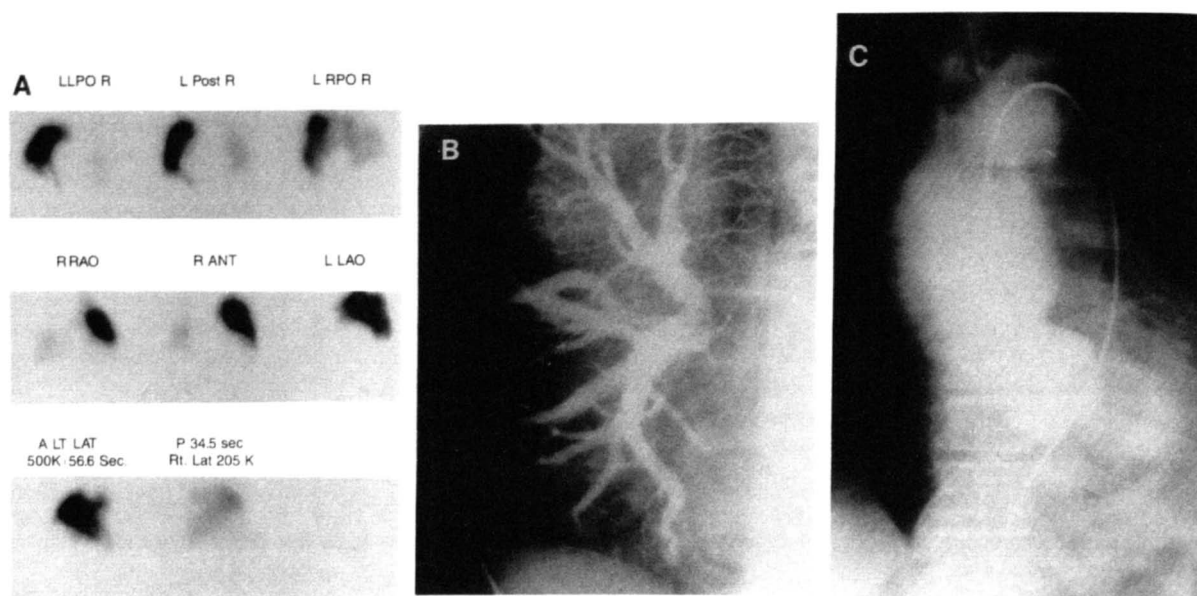 A
LLPO R
L Post R
L RPO R
R RAO
R ANT
L LAO
A LT LAT
500K 56.6 Sec.
P 34.5 sec
Rt. Lat 205 K
B
C